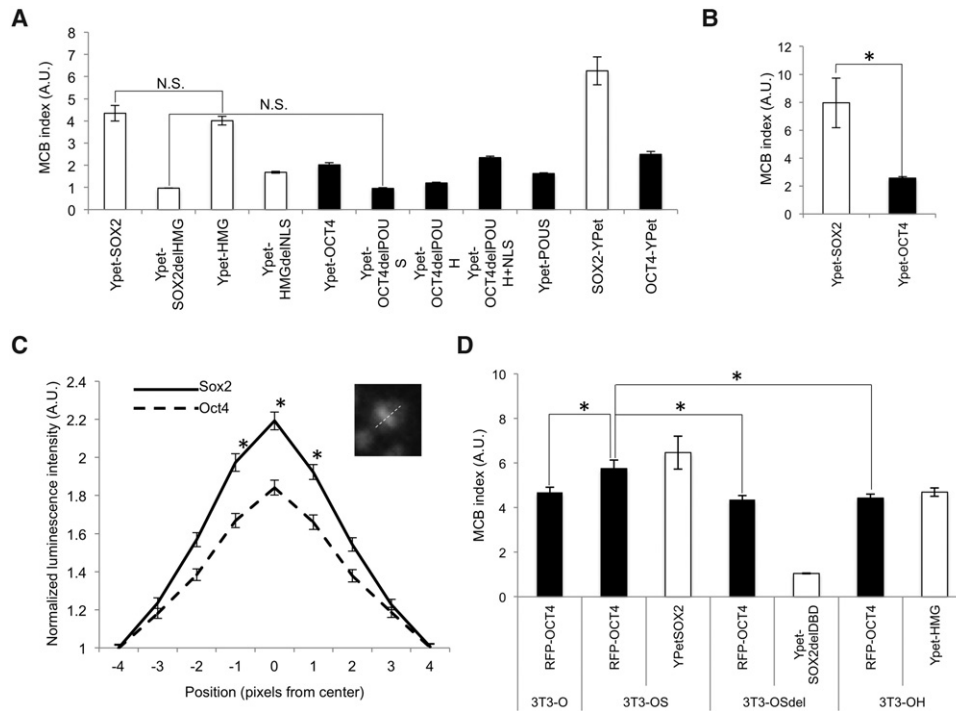 A
MCB index (A.U.)
8
7
6
5
4
3
2
1
0
N.S.
N.S.
Ypet-SOX2
Ypet-
SOX2delHMG
Ypet-HMG
Ypet-
HMGdelNLS
Ypet-OCT4
Ypet-
OCT4delPOU
S
Ypet-
OCT4delPOU
H
Ypet-
OCT4delPOU
H+NLS
Ypet-POUS
SOX2-YPet
OCT4-YPet
B
MCB index (A.U.)
12
10
8
6
4
2
0
*
Ypet-SOX2
Ypet-OCT4
C
Normalized luminescence intensity (A.U.)
2.4
2.2
2
1.8
1.6
1.4
1.2
1
Sox2
Oct4
*
*
*
-4 -3 -2 -1 0 1 2 3 4
Position (pixels from center)
D
MCB index (A.U.)
10
8
6
4
2
0
*
*
*
RFP-OCT4
RFP-OCT4
YPetSOX2
RFP-OCT4
Ypet-
SOX2delDBD
RFP-OCT4
Ypet-HMG
3T3-O 3T3-OS 3T3-OSdel 3T3-OH